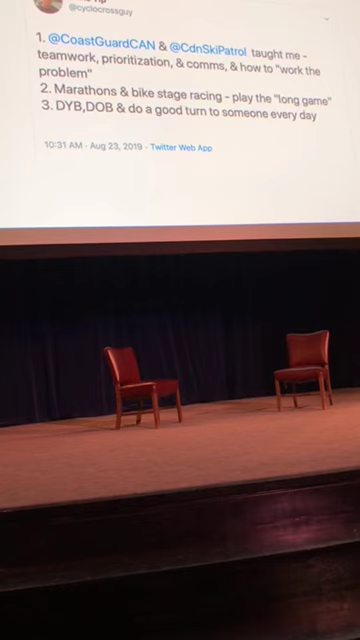 @cyclocrossguy
1. @CoastGuardCAN & @CdnSkiPatrol taught me -
teamwork, prioritization, & comms, & how to "work the
problem"
2. Marathons & bike stage racing - play the "long game"
3. DYB,DOB & do a good turn to someone every day
10:31 AM - Aug 23, 2019 - Twitter Web App